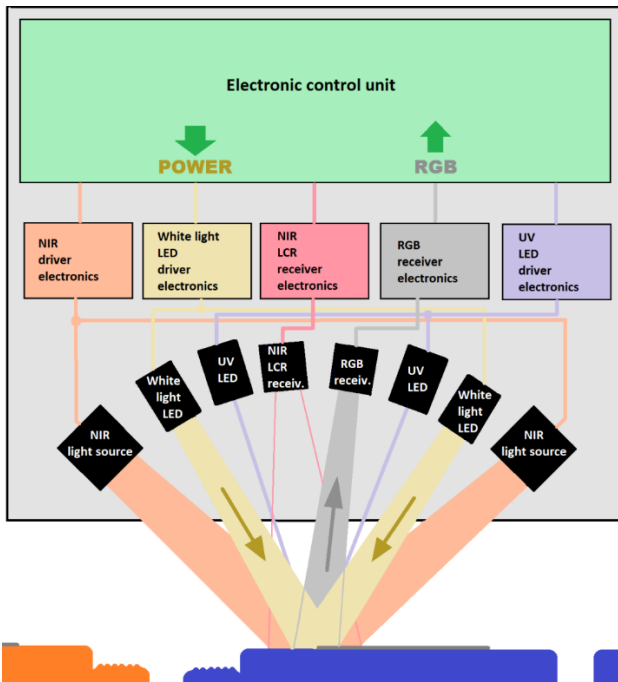 Electronic control unit
POWER
RGB
NIR
driver
electronics
White light
LED
driver
electronics
NIR
LCR
receiver
electronics
RGB
receiver
electronics
UV
LED
driver
electronics
NIR
light source
White
light
LED
UV
LED
NIR
LCR
receiv.
RGB
receiv.
UV
LED
White
light
LED
NIR
light source